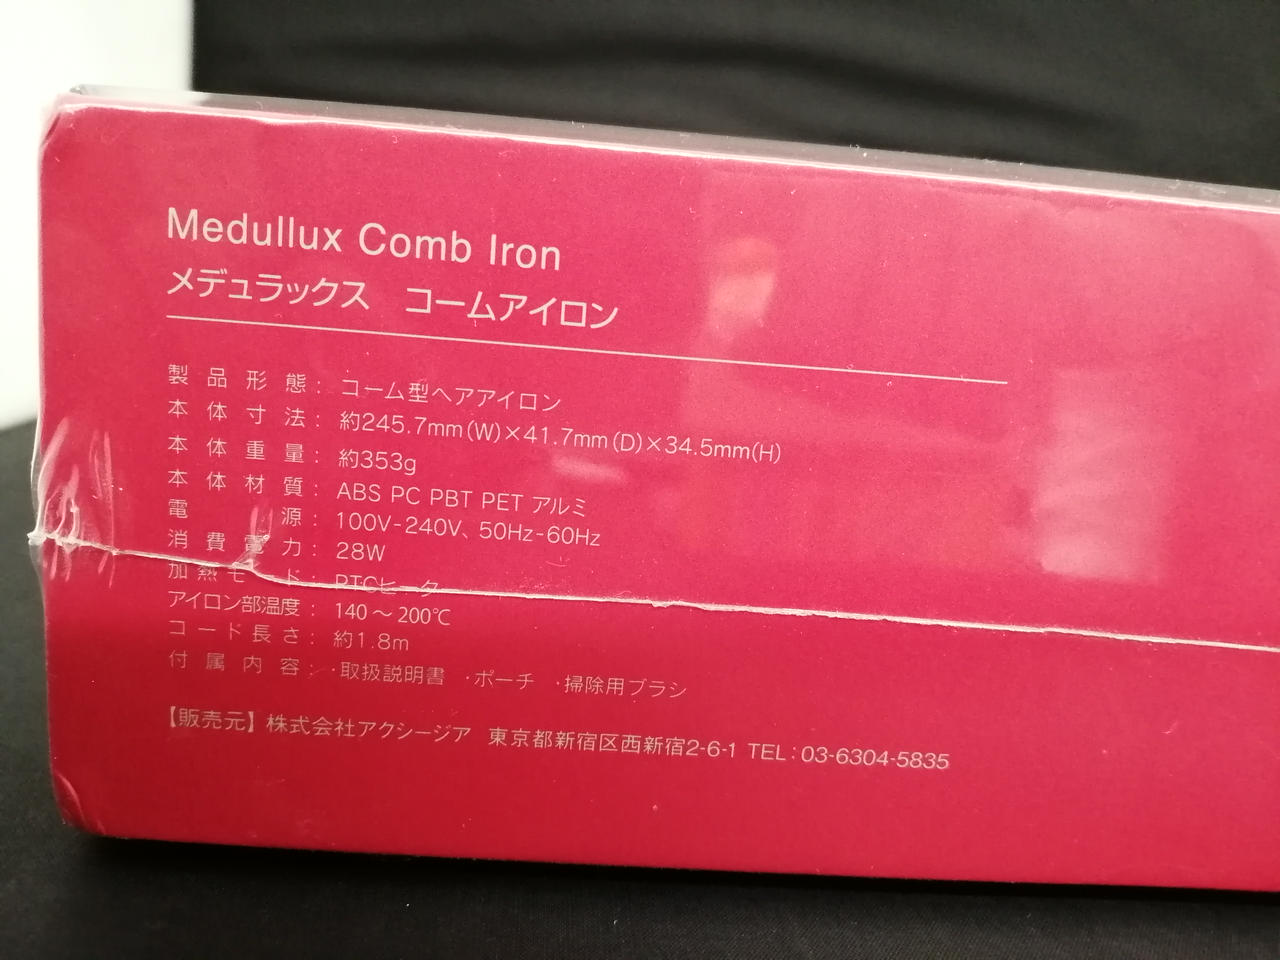 Medullux Comb Iron
メデュラックス　コームアイロン
製品形態：コーム型ヘアアイロン
本体寸法：約245.7mm(W)×41.7mm(D)×34.5mm(H)
本体重量：約353g
本体材質：ABS PC PBT PET アルミ
電源：100V-240V、50Hz-60Hz
消費電力：28W
加熱モード：PTCヒータ
アイロン部温度：140～200℃
コード長さ：約1.8m
付属内容：・取扱説明書 ・ポーチ ・掃除用ブラシ
【販売元】株式会社アクシージア 東京都新宿区西新宿2-6-1 TEL：03-6304-5835